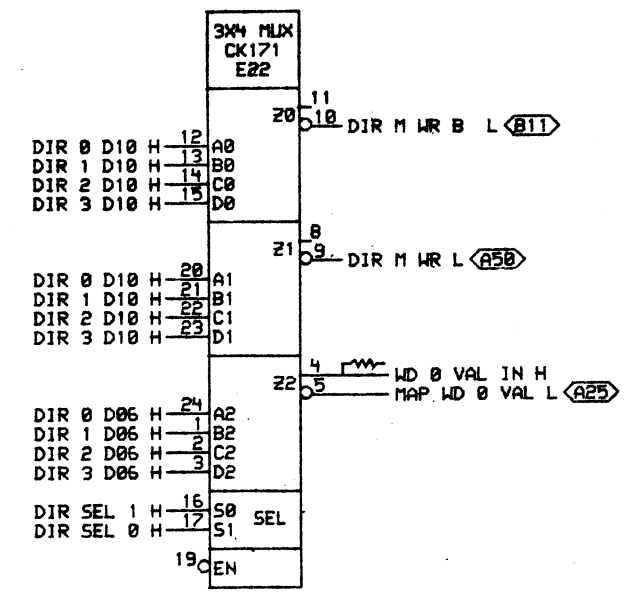 3X4 MUX
CK171
E22
11
Z0 10 DIR M WR B L B11
DIR 0 D10 H 12 A0
DIR 1 D10 H 13 B0
DIR 2 D10 H 14 C0
DIR 3 D10 H 15 D0
8
Z1 9 DIR M WR L A50
DIR 0 D10 H 20 A1
DIR 1 D10 H 21 B1
DIR 2 D10 H 22 C1
DIR 3 D10 H 23 D1
4 WD 0 VAL IN H
Z2 5 MAP WD 0 VAL L A25
DIR 0 D06 H 24 A2
DIR 1 D06 H 1 B2
DIR 2 D06 H 2 C2
DIR 3 D06 H 3 D2
DIR SEL 1 H 16 S0 SEL
DIR SEL 0 H 17 S1
19 EN